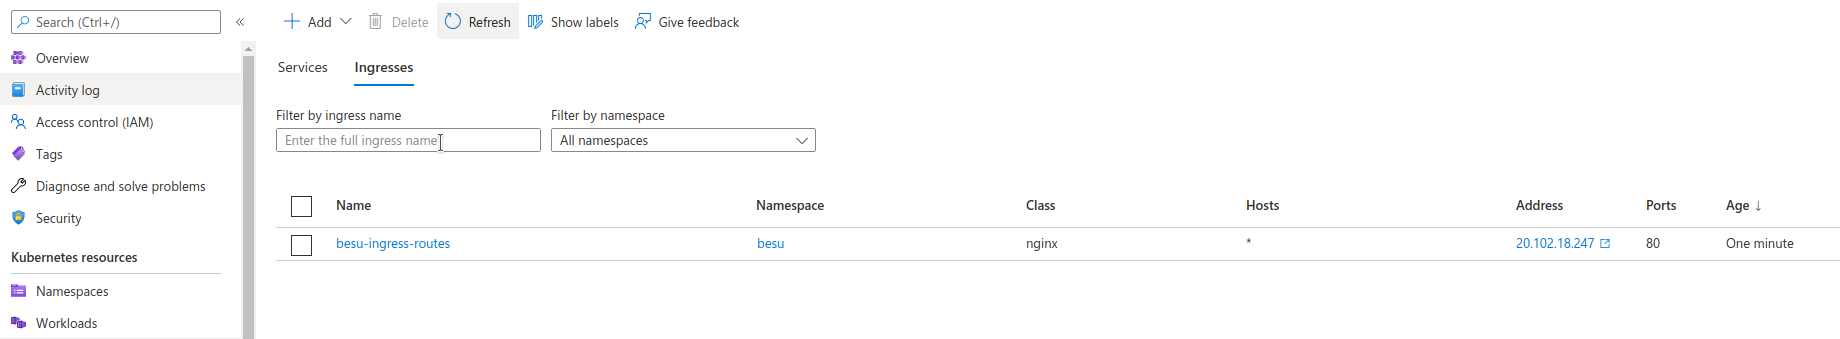 Search (Ctrl+/)
«
Add
Delete
Refresh
Show labels
Give feedback
Overview
Activity log
Access control (IAM)
Tags
Diagnose and solve problems
Security
Kubernetes resources
Namespaces
Workloads
Services
Ingresses
Filter by ingress name
Filter by namespace
Enter the full ingress name
All namespaces
Name Namespace Class Hosts Address Ports Age ↓
besu-ingress-routes besu nginx * 20.102.18.247 80 One minute